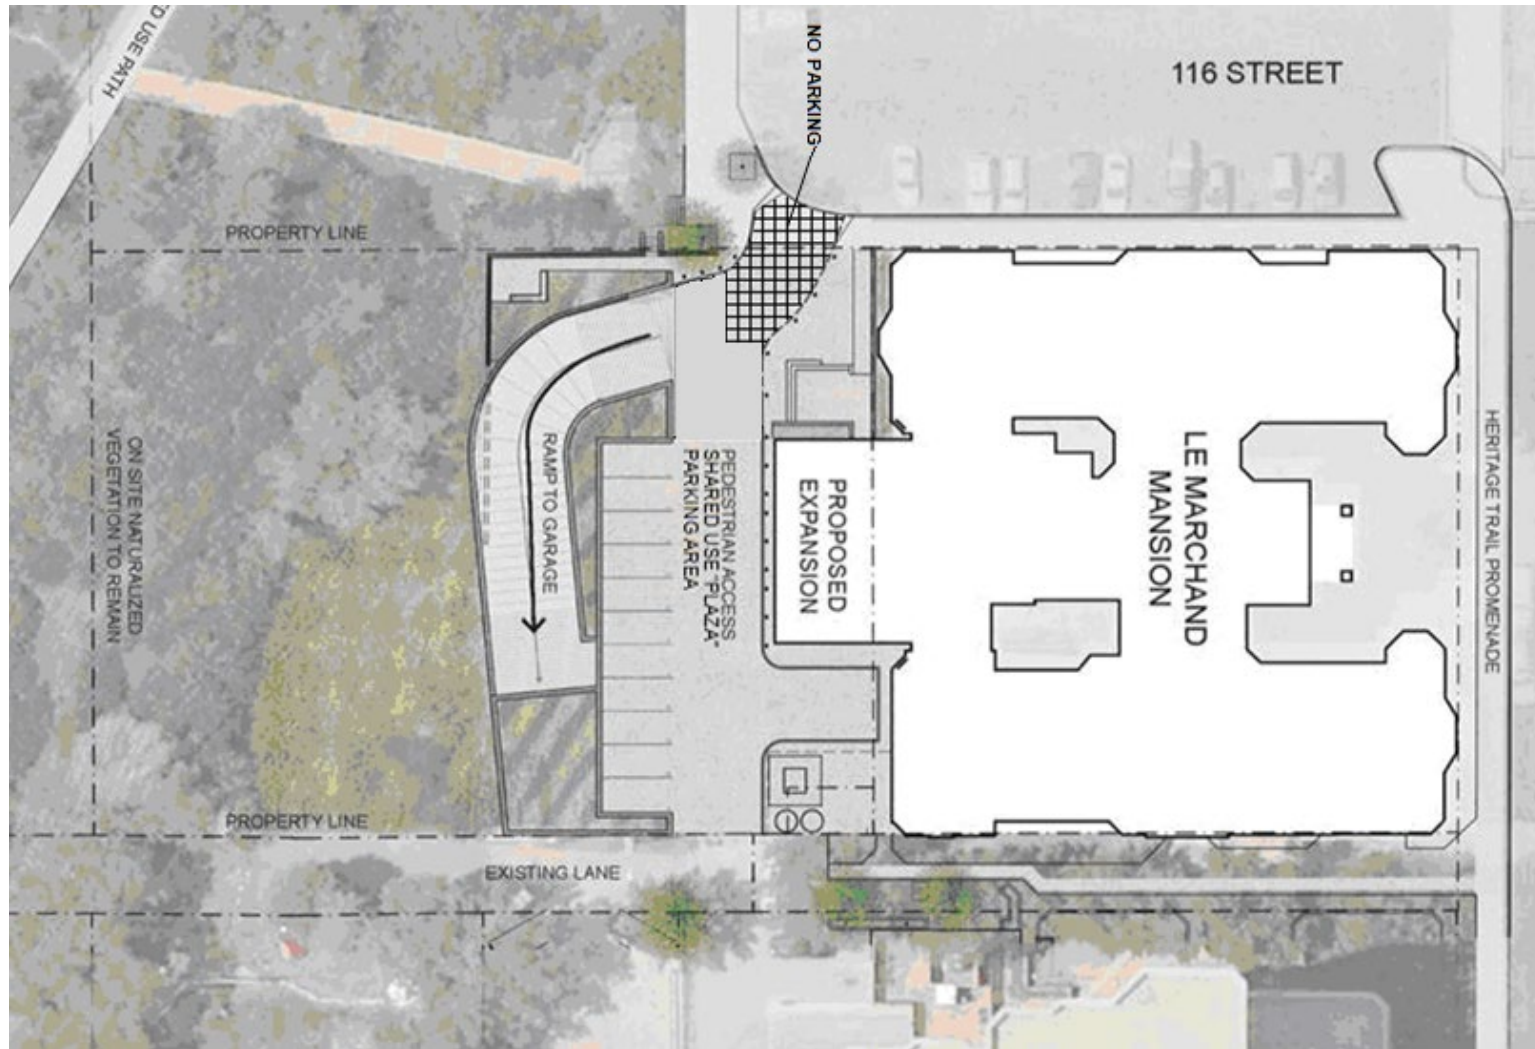 D USE PATH
NO PARKING
116 STREET
PROPERTY LINE
ON SITE NATURALIZED
VEGETATION TO REMAIN
RAMP TO GARAGE
PEDESTRIAN ACCESS
SHARED USE "PLAZA"
PARKING AREA
PROPOSED
EXPANSION
LE MARCHAND
MANSION
HERITAGE TRAIL PROMENADE
PROPERTY LINE
EXISTING LANE